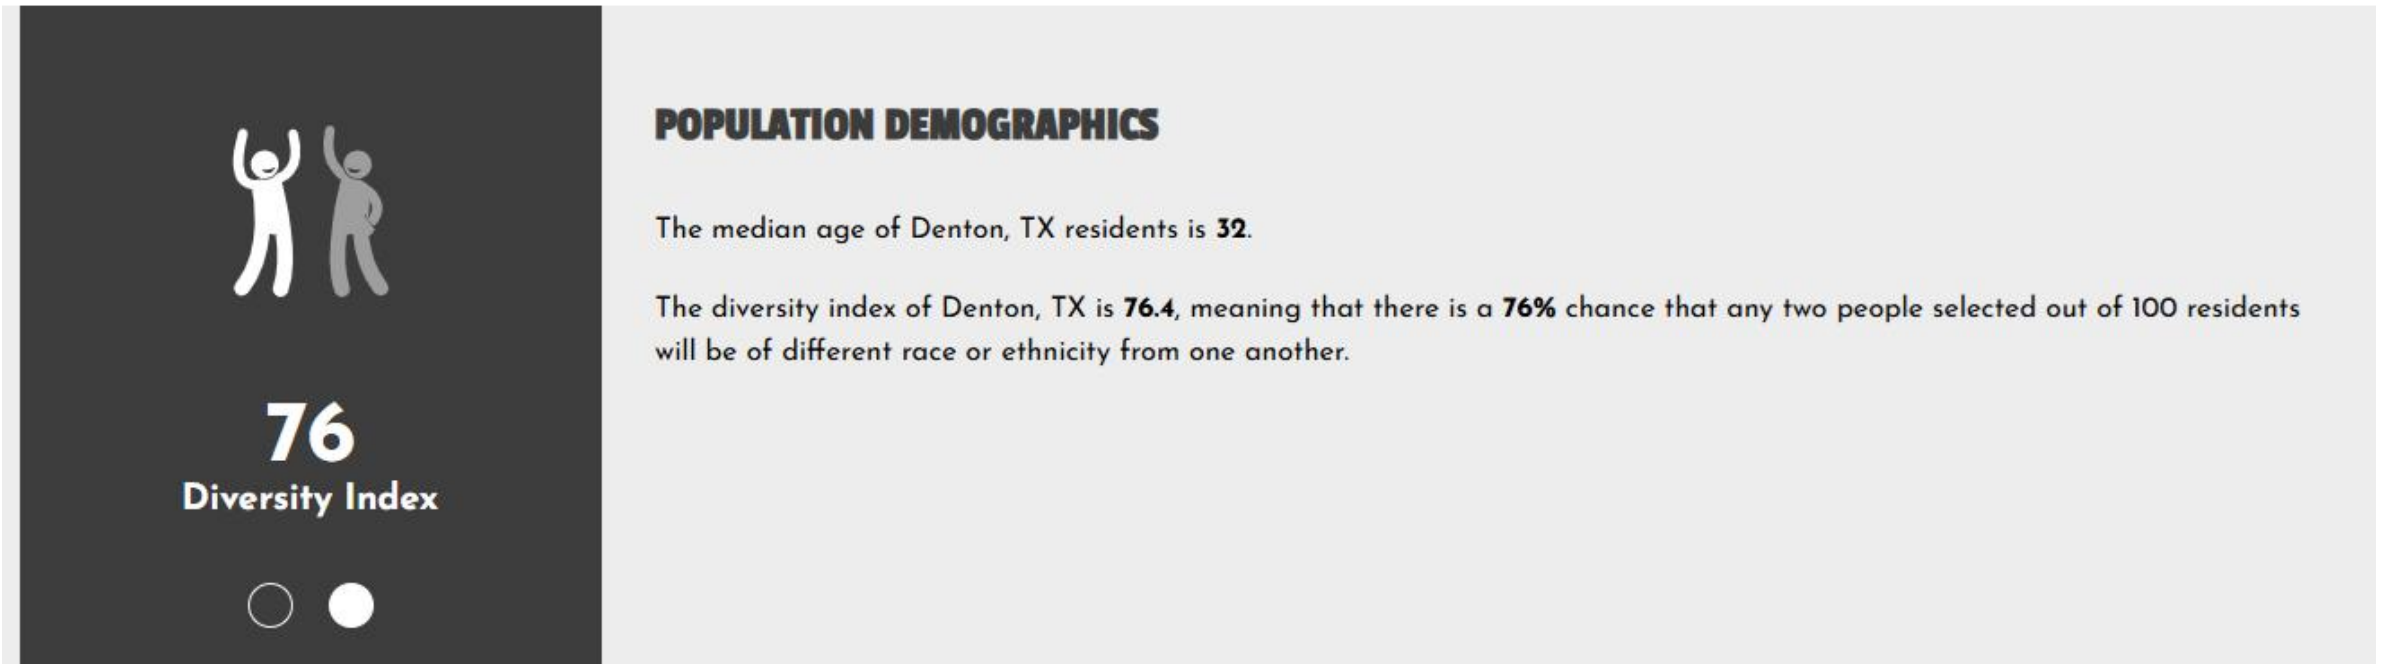 76
Diversity Index
POPULATION DEMOGRAPHICS
The median age of Denton, TX residents is 32.
The diversity index of Denton, TX is 76.4, meaning that there is a 76% chance that any two people selected out of 100 residents
will be of different race or ethnicity from one another.